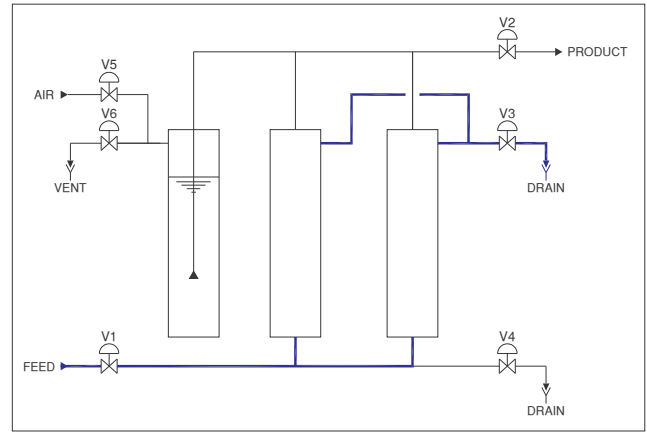 V2
PRODUCT
V5
AIR
V6
V3
VENT
DRAIN
V1
V4
FEED
DRAIN